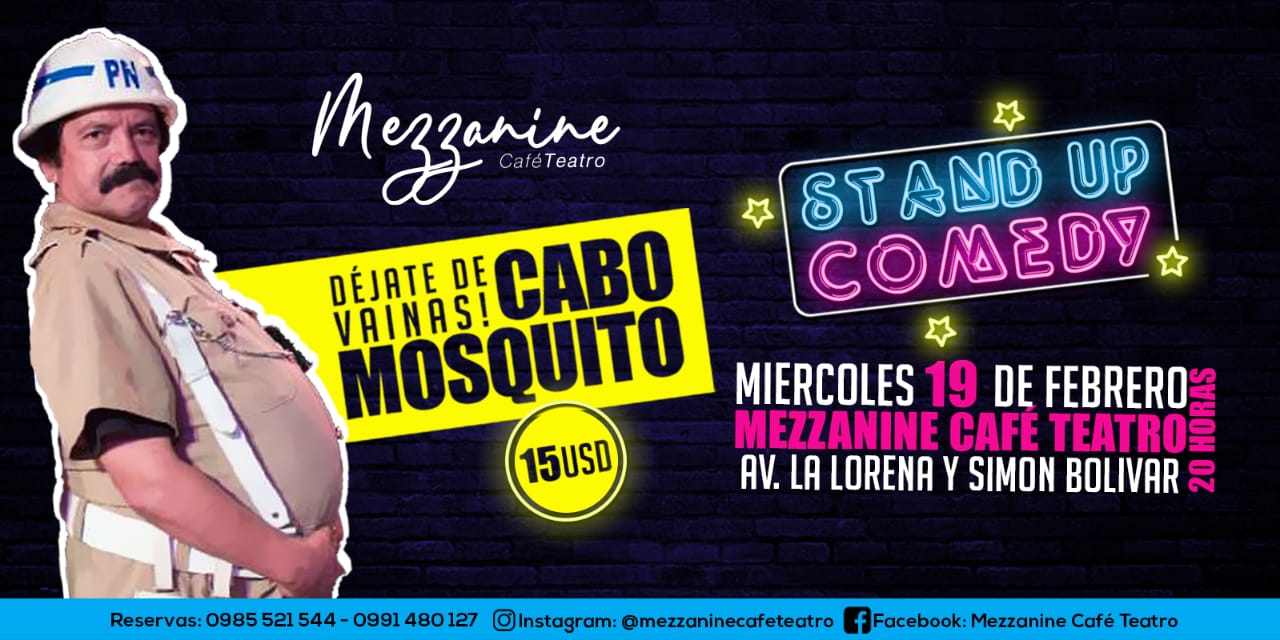 PN
Mezzanine
Café Teatro
DÉJATE DE
VAINAS!
CABO
MOSQUITO
15USD
STAND UP
COMEDY
MIERCOLES 19 DE FEBRERO
MEZZANINE CAFÉ TEATRO
AV. LA LORENA Y SIMON BOLIVAR
20 HORAS
Reservas: 0985 521 544 - 0991 480 127 Instagram: @mezzaninecafeteatro Facebook: Mezzanine Café Teatro